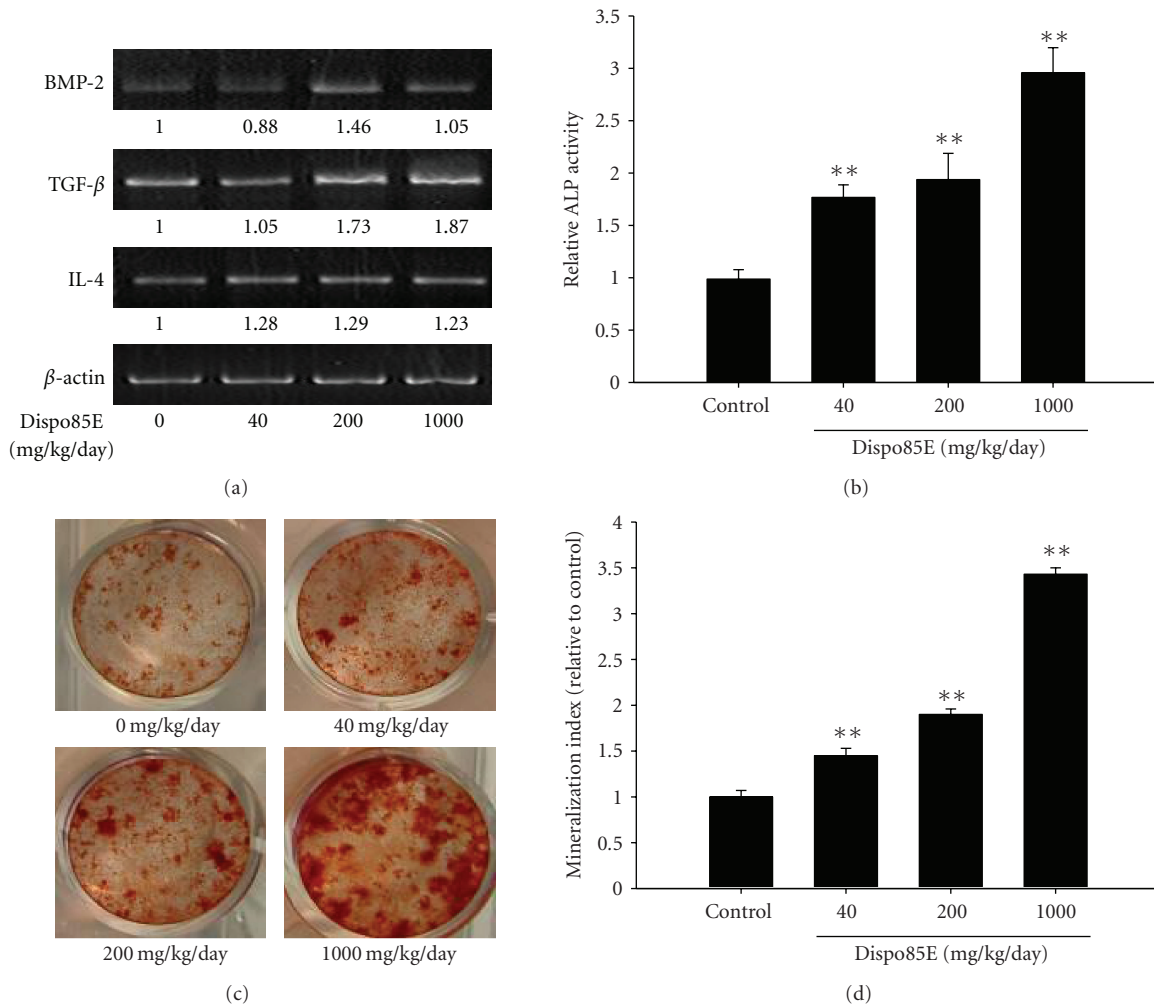 BMP-2
1 0.88 1.46 1.05
TGF-β
1 1.05 1.73 1.87
IL-4
1 1.28 1.29 1.23
β-actin
Dispo85E 0 40 200 1000
(mg/kg/day)
(a)
3.5
3
2.5
2
1.5
1
0.5
0
Relative ALP activity
**
**
**
Control 40 200 1000
Dispo85E (mg/kg/day)
(b)
0 mg/kg/day 40 mg/kg/day
200 mg/kg/day 1000 mg/kg/day
(c)
4
3.5
3
2.5
2
1.5
1
0.5
0
Mineralization index (relative to control)
**
**
**
Control 40 200 1000
Dispo85E (mg/kg/day)
(d)